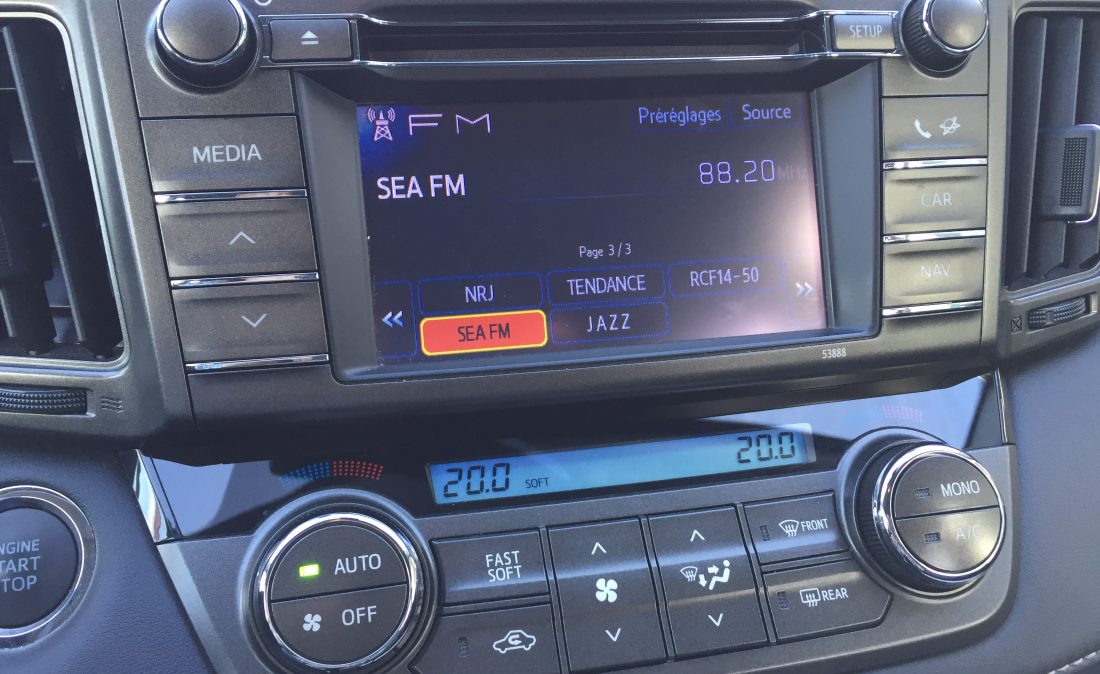 SETUP
MEDIA
FM
Préréglages
Source
SEA FM
88.20 MHz
Page 3 / 3
NRJ
TENDANCE
RCF14-50
SEA FM
JAZZ
CAR
NAV
53888
20.0
SOFT
20.0
ENGINE
START
STOP
AUTO
OFF
FAST
SOFT
FRONT
REAR
MONO
A/C